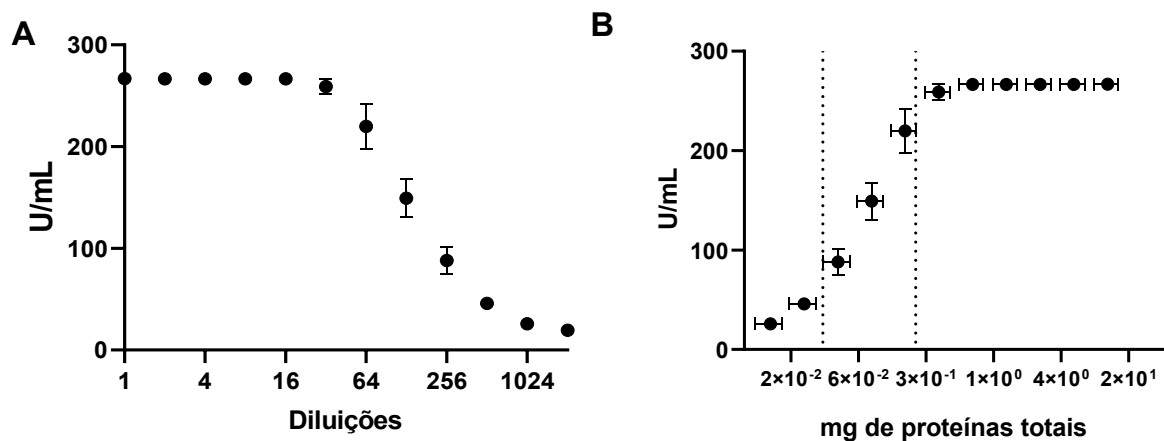 A
300
200
100
0
U/mL
1 4 16 64 256 1024
Diluições
B
300
200
100
0
U/mL
2×10⁻² 6×10⁻² 3×10⁻¹ 1×10⁰ 4×10⁰ 2×10¹
mg de proteínas totais